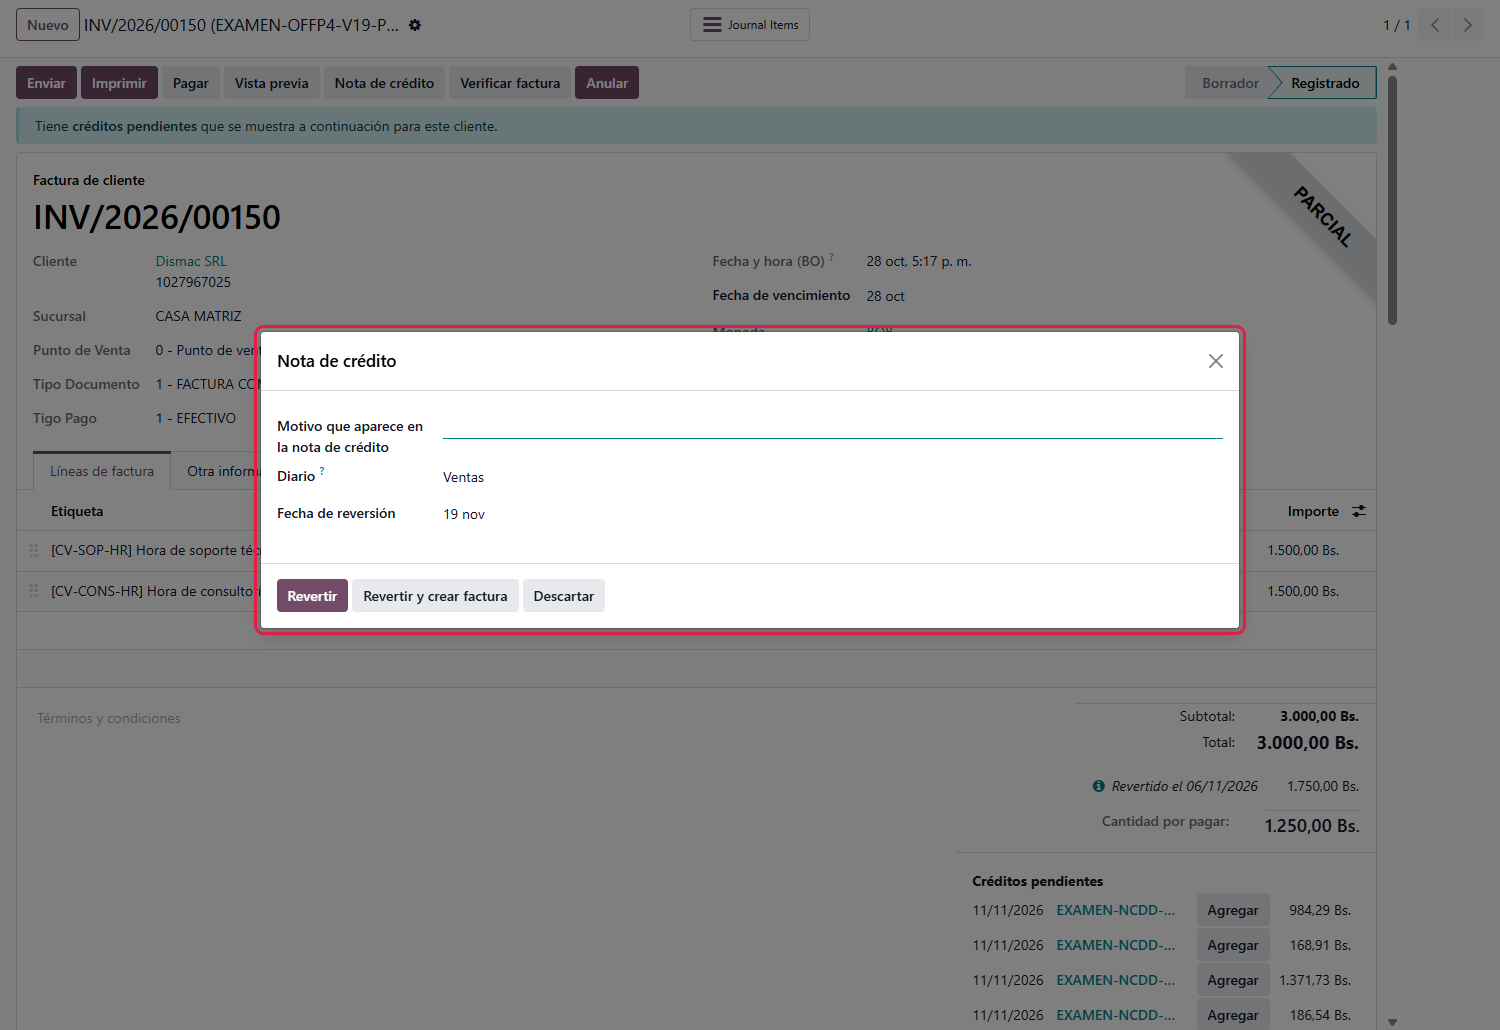 Nuevo INV/2026/00150 (EXAMEN-OFFP4-V19-P... Journal Items 1 / 1
Enviar Imprimir Pagar Vista previa Nota de crédito Verificar factura Anular Borrador Registrado
Tiene créditos pendientes que se muestra a continuación para este cliente.
PARCIAL
Factura de cliente
INV/2026/00150
Cliente Dismac SRL Fecha y hora (BO) ? 28 oct, 5:17 p. m.
1027967025
Fecha de vencimiento 28 oct
Sucursal CASA MATRIZ
Moneda BOB
Punto de Venta 0 - Punto de ven
Tipo Documento 1 - FACTURA CO
Tigo Pago 1 - EFECTIVO
Nota de crédito
Motivo que aparece en
la nota de crédito
Diario ? Ventas
Fecha de reversión 19 nov
Revertir Revertir y crear factura Descartar
Líneas de factura Otra inform
Etiqueta Importe
[CV-SOP-HR] Hora de soporte téc 1.500,00 Bs.
[CV-CONS-HR] Hora de consultor 1.500,00 Bs.
Términos y condiciones
Subtotal: 3.000,00 Bs.
Total: 3.000,00 Bs.
Revertido el 06/11/2026 1.750,00 Bs.
Cantidad por pagar: 1.250,00 Bs.
Créditos pendientes
11/11/2026 EXAMEN-NCDD-... Agregar 984,29 Bs.
11/11/2026 EXAMEN-NCDD-... Agregar 168,91 Bs.
11/11/2026 EXAMEN-NCDD-... Agregar 1.371,73 Bs.
11/11/2026 EXAMEN-NCDD-... Agregar 186,54 Bs.